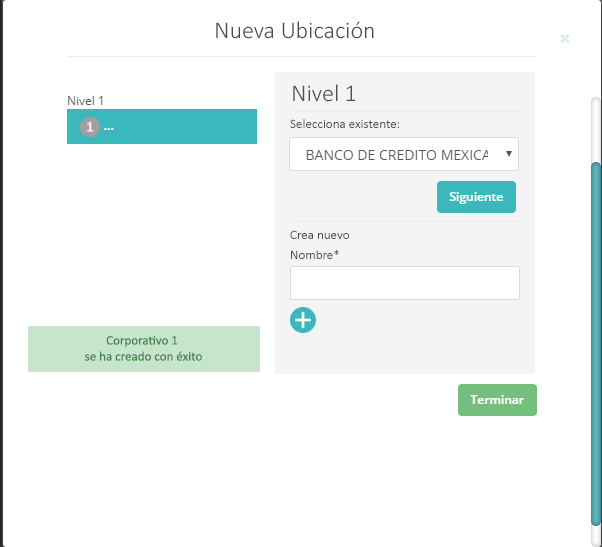 Nueva Ubicación
×
Nivel 1
1 ...
Nivel 1
Selecciona existente:
BANCO DE CREDITO MEXICA
Siguiente
Crea nuevo
Nombre*
Corporativo 1
se ha creado con éxito
Terminar